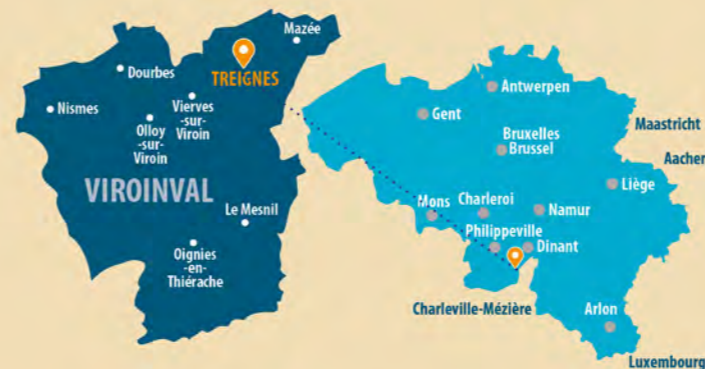 Mazée
Dourbes
TREIGNES
Nismes
Vierves
-sur-
Viroin
Olloy
-sur-
Viroin
VIROINVAL
Le Mesnil
Oignies
-en-
Thiérache
Antwerpen
Gent
Maastricht
Bruxelles
Brussel
Aacher
Liège
Mons
Charleroi
Namur
Philippeville
Dinant
Charleville-Mézière
Arlon
Luxembourg